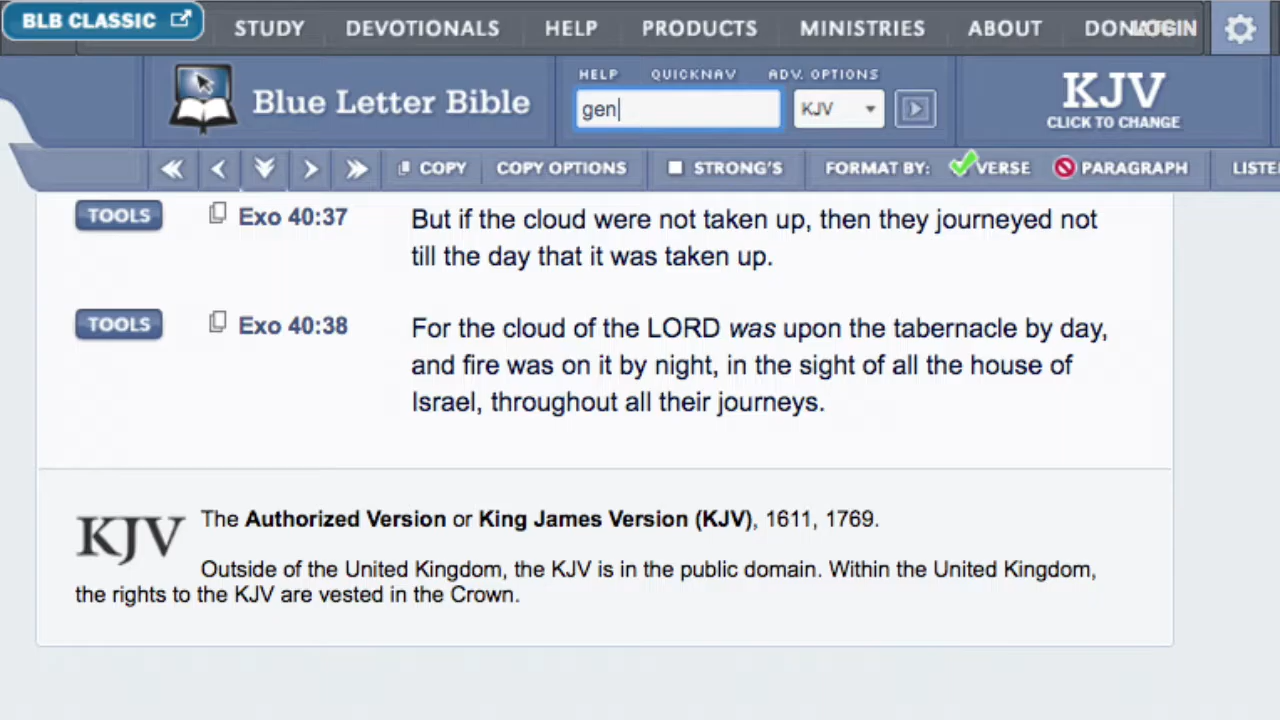 BLB CLASSIC
STUDY DEVOTIONALS HELP PRODUCTS MINISTRIES ABOUT LOGIN
Blue Letter Bible
HELP QUICKNAV ADV. OPTIONS
gen KJV
KJV
CLICK TO CHANGE
COPY COPY OPTIONS STRONG'S FORMAT BY: VERSE PARAGRAPH LISTE
TOOLS Exo 40:37 But if the cloud were not taken up, then they journeyed not
till the day that it was taken up.
TOOLS Exo 40:38 For the cloud of the LORD was upon the tabernacle by day,
and fire was on it by night, in the sight of all the house of
Israel, throughout all their journeys.
KJV The Authorized Version or King James Version (KJV), 1611, 1769.
Outside of the United Kingdom, the KJV is in the public domain. Within the United Kingdom,
the rights to the KJV are vested in the Crown.